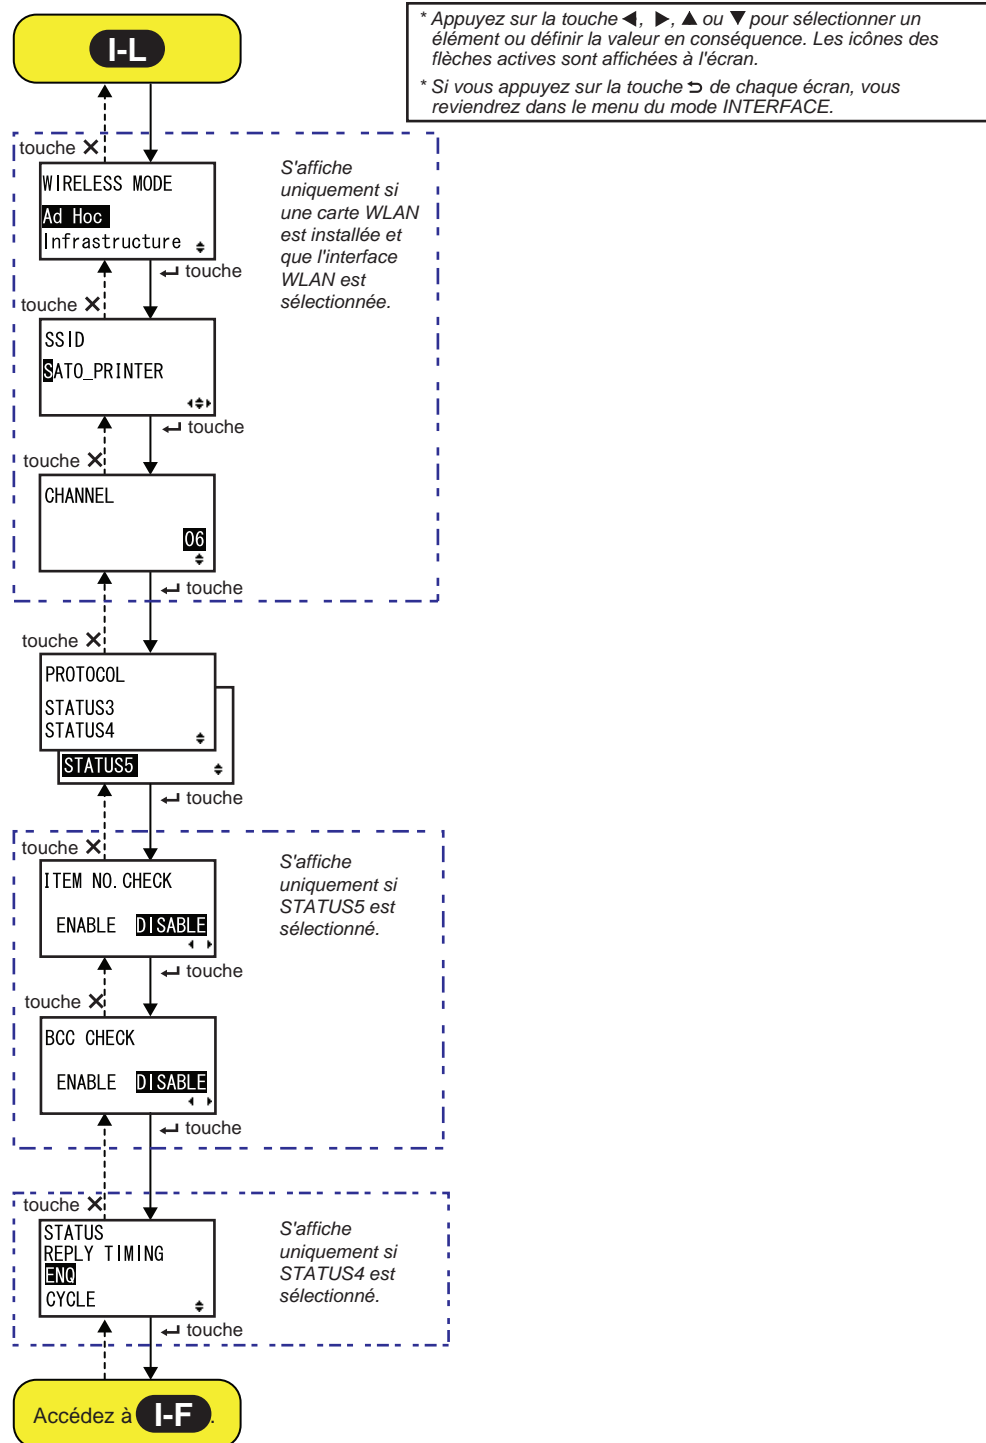 I-L
* Appuyez sur la touche ◀, ▶, ▲ ou ▼ pour sélectionner un
élément ou définir la valeur en conséquence. Les icônes des
flèches actives sont affichées à l'écran.
* Si vous appuyez sur la touche ⮌ de chaque écran, vous
reviendrez dans le menu du mode INTERFACE.
touche ✕
WIRELESS MODE
Ad Hoc
Infrastructure
S'affiche
uniquement si
une carte WLAN
est installée et
que l'interface
WLAN est
sélectionnée.
↵ touche
touche ✕
SSID
SATO_PRINTER
↵ touche
touche ✕
CHANNEL
06
↵ touche
touche ✕
PROTOCOL
STATUS3
STATUS4
STATUS5
↵ touche
touche ✕
ITEM NO.CHECK
ENABLE DISABLE
S'affiche
uniquement si
STATUS5 est
sélectionné.
↵ touche
touche ✕
BCC CHECK
ENABLE DISABLE
↵ touche
touche ✕
STATUS
REPLY TIMING
ENQ
CYCLE
S'affiche
uniquement si
STATUS4 est
sélectionné.
↵ touche
Accédez à I-F .